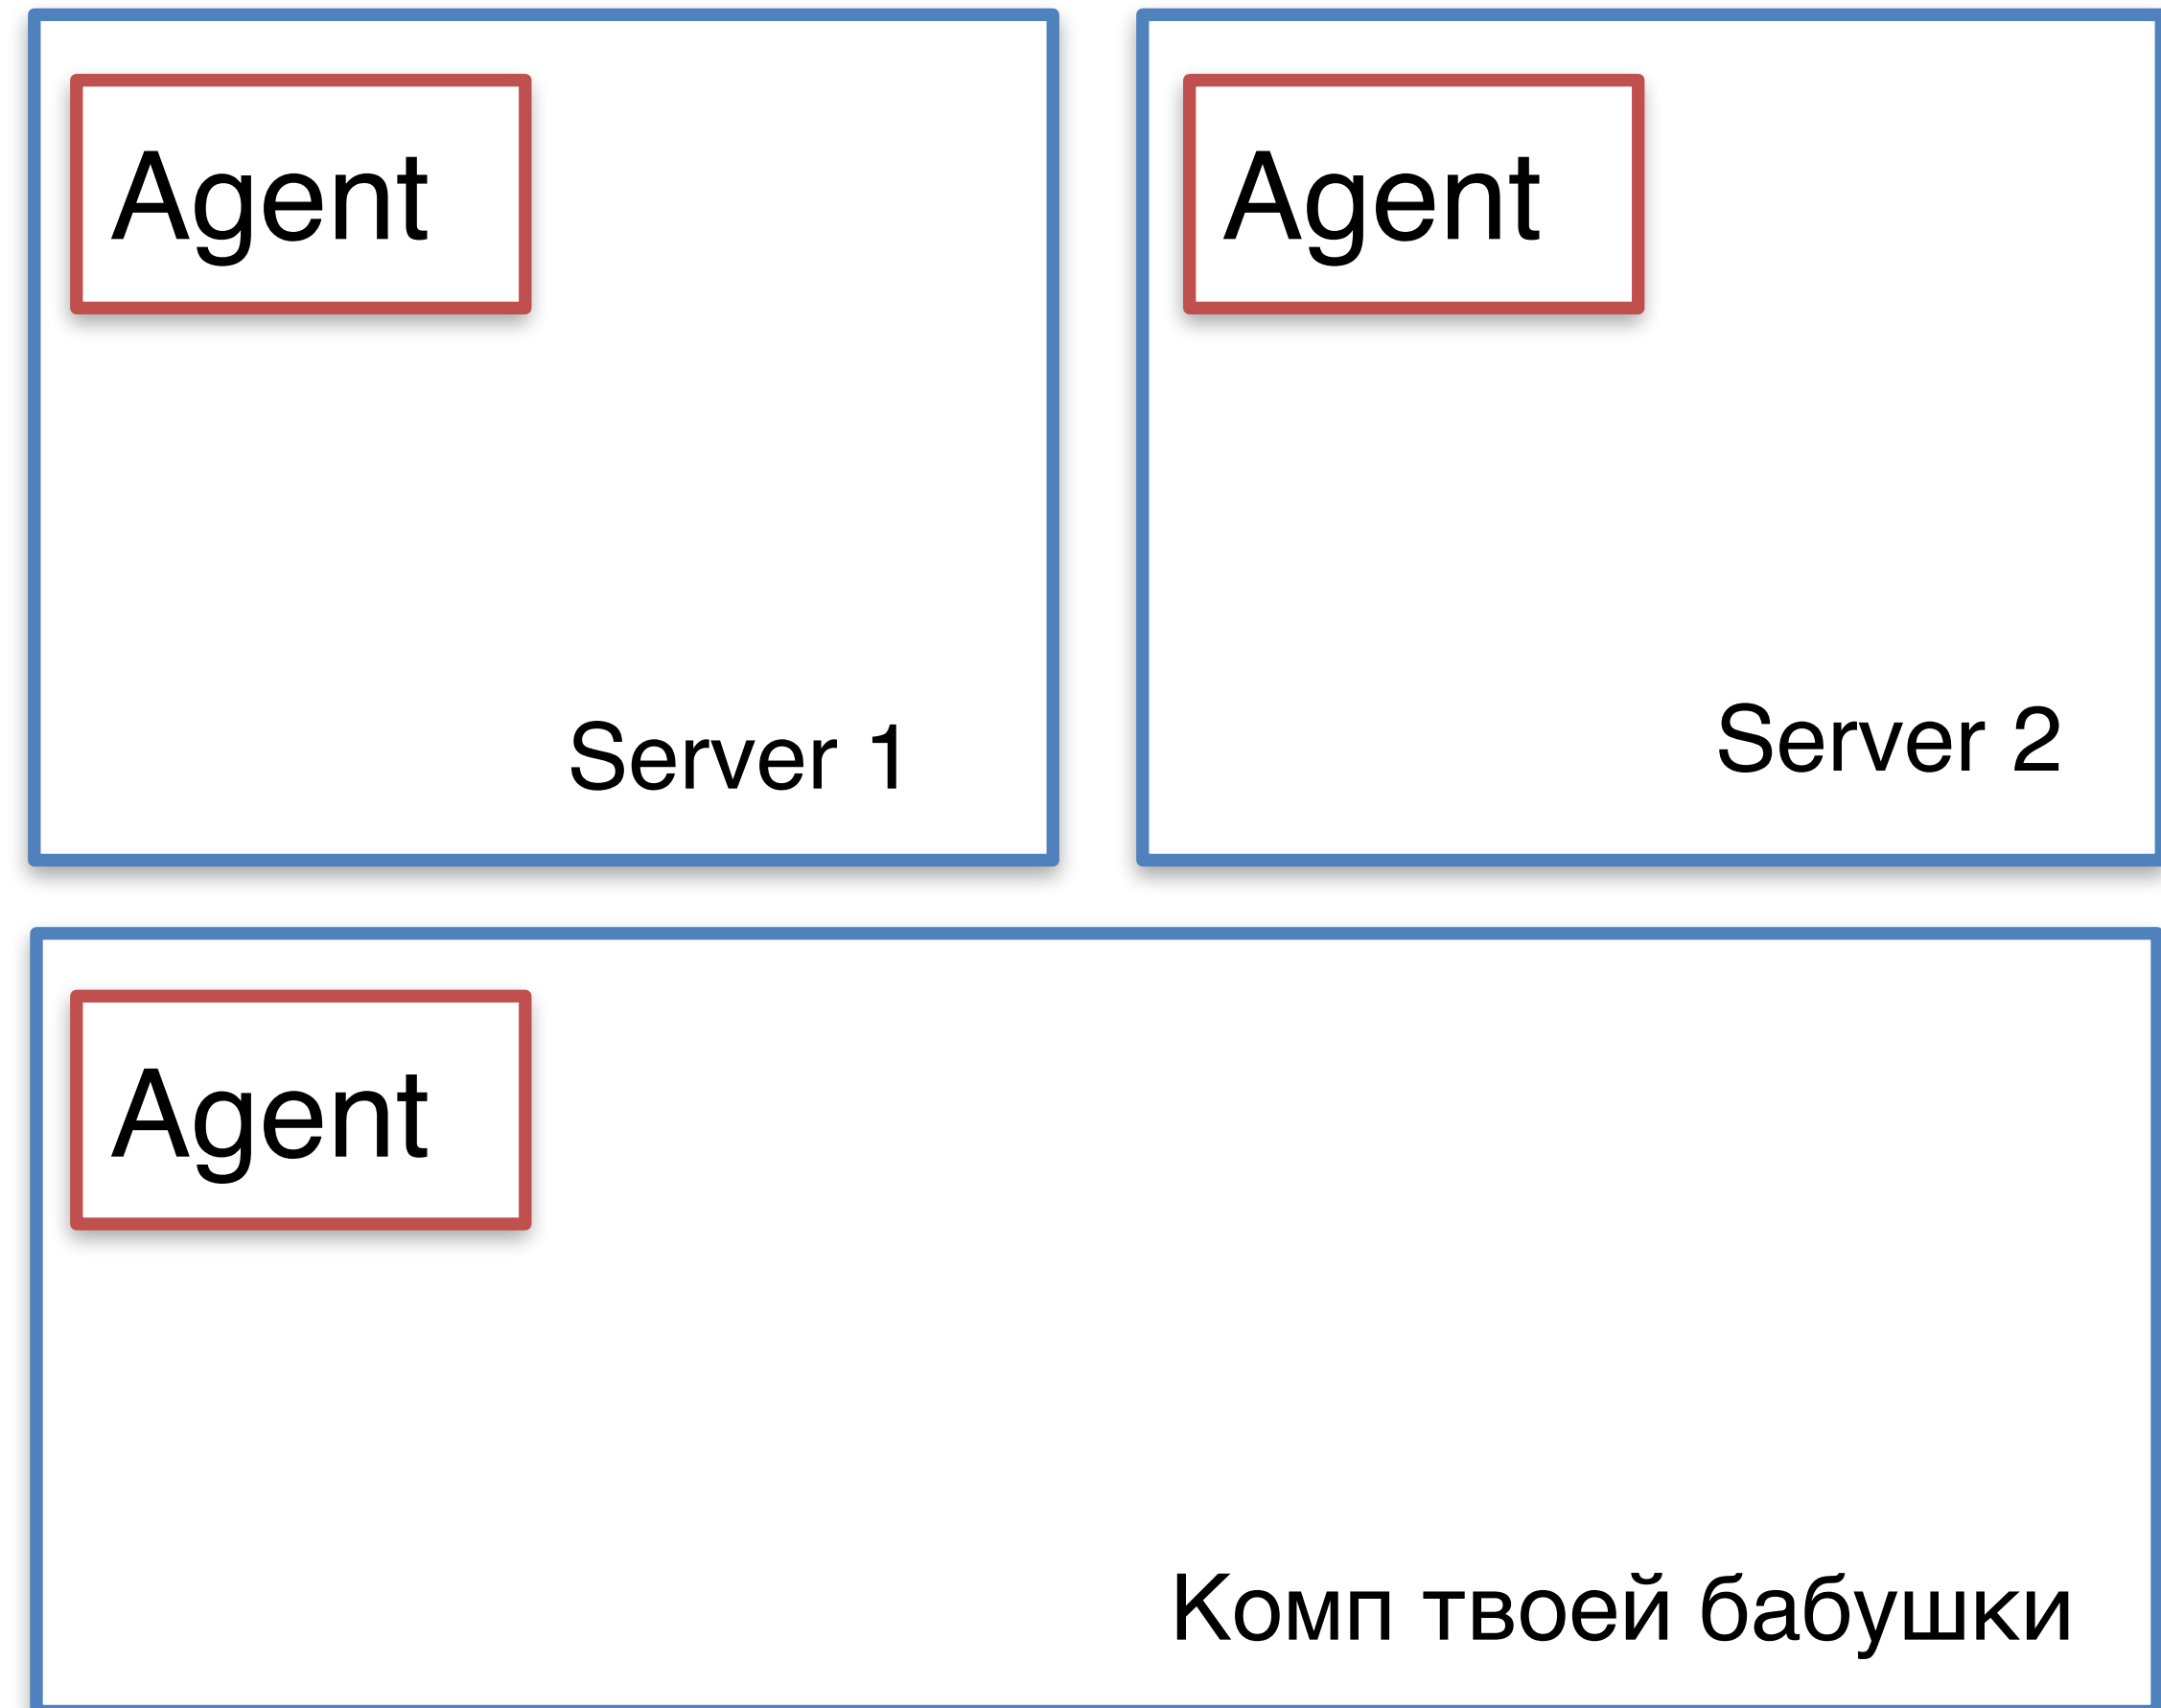 Agent
Server 1
Agent
Server 2
Agent
Комп твоей бабушки